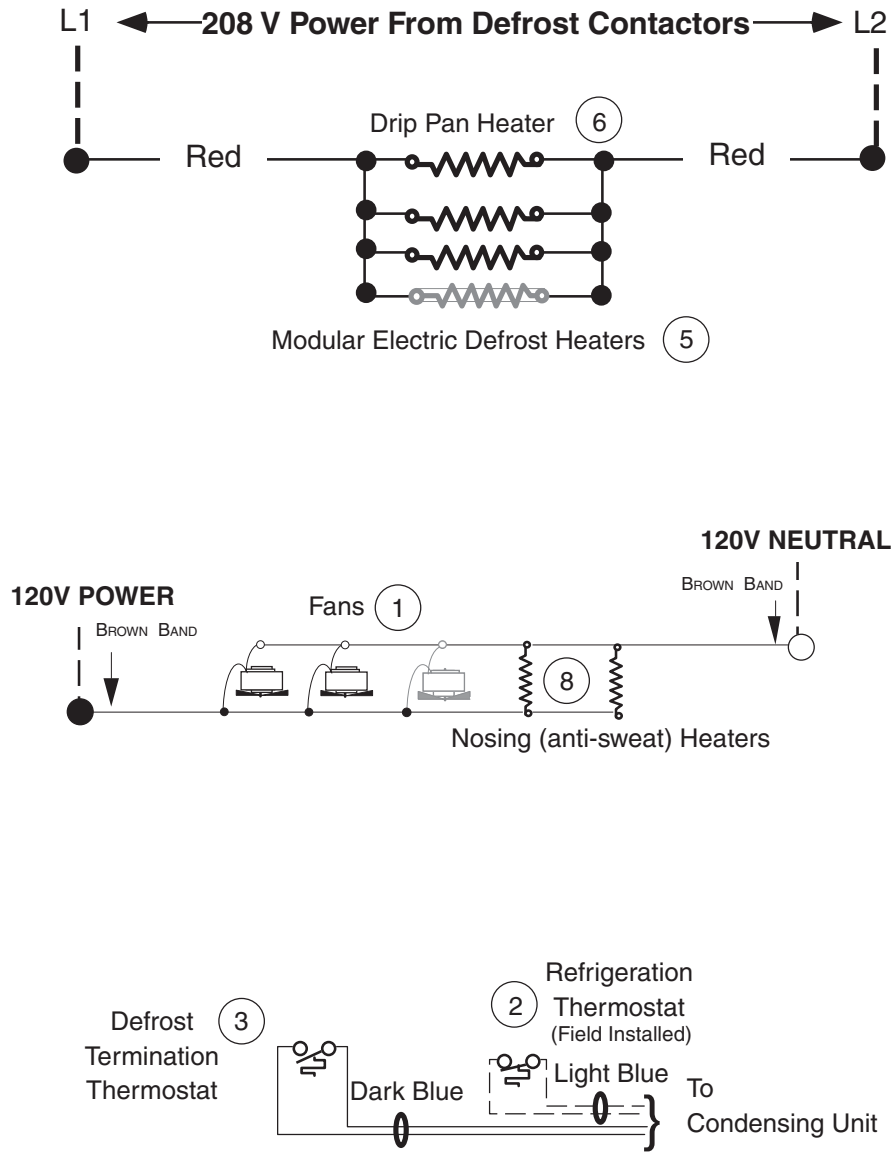 L1 208 V Power From Defrost Contactors L2
Drip Pan Heater 6
Red Red
Modular Electric Defrost Heaters 5
120V NEUTRAL
BROWN BAND
120V POWER
BROWN BAND
Fans 1
8
Nosing (anti-sweat) Heaters
Defrost
Termination
Thermostat
3
2
Refrigeration
Thermostat
(Field Installed)
Dark Blue
Light Blue
To
Condensing Unit